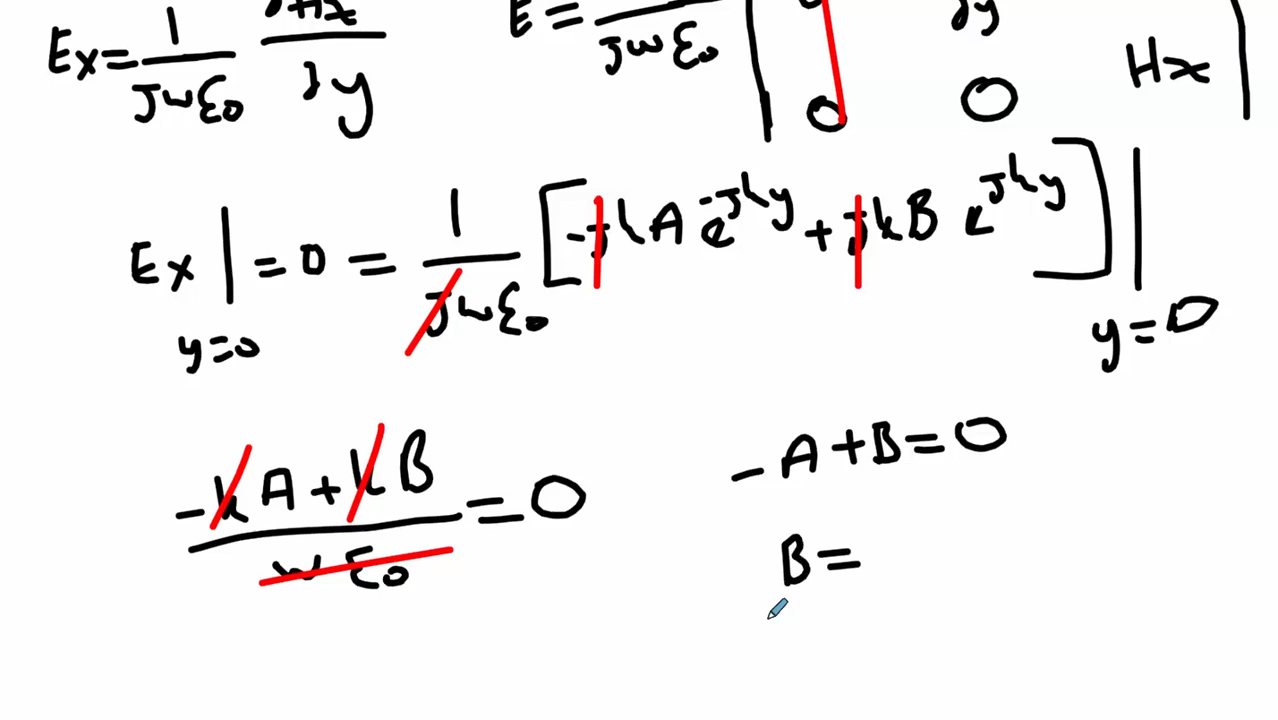 Ex = 1/(Jωε0) ∂Hx/∂y
E = /(Jωε0) | ∂y Hx
0 0 |
Ex | y=0 = 0 = 1/(Jωε0) [-JkA e^-Jky + JkB e^Jky] | y=0
(-kA + kB)/(ωε0) = 0
-A + B = 0
B =